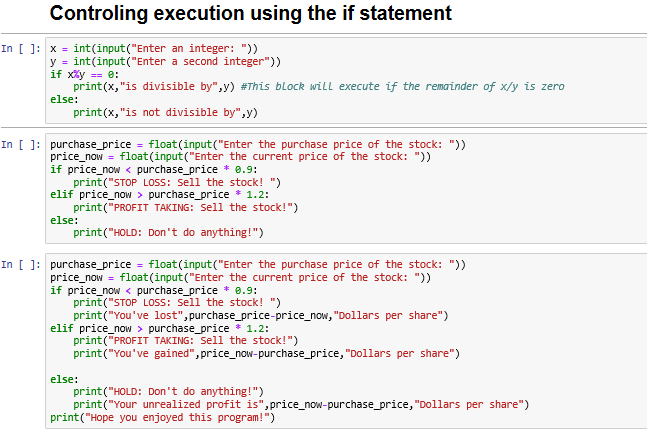 Controling execution using the if statement
In [ ]: x = int(input("Enter an integer: "))
y = int(input("Enter a second integer"))
if x%y == 0:
    print(x,"is divisible by",y) #This block will execute if the remainder of x/y is zero
else:
    print(x,"is not divisible by",y)
In [ ]: purchase_price = float(input("Enter the purchase price of the stock: "))
price_now = float(input("Enter the current price of the stock: "))
if price_now < purchase_price * 0.9:
    print("STOP LOSS: Sell the stock! ")
elif price_now > purchase_price * 1.2:
    print("PROFIT TAKING: Sell the stock!")
else:
    print("HOLD: Don't do anything!")
In [ ]: purchase_price = float(input("Enter the purchase price of the stock: "))
price_now = float(input("Enter the current price of the stock: "))
if price_now < purchase_price * 0.9:
    print("STOP LOSS: Sell the stock! ")
    print("You've lost",purchase_price-price_now,"Dollars per share")
elif price_now > purchase_price * 1.2:
    print("PROFIT TAKING: Sell the stock!")
    print("You've gained",price_now-purchase_price,"Dollars per share")
else:
    print("HOLD: Don't do anything!")
    print("Your unrealized profit is",price_now-purchase_price,"Dollars per share")
print("Hope you enjoyed this program!")